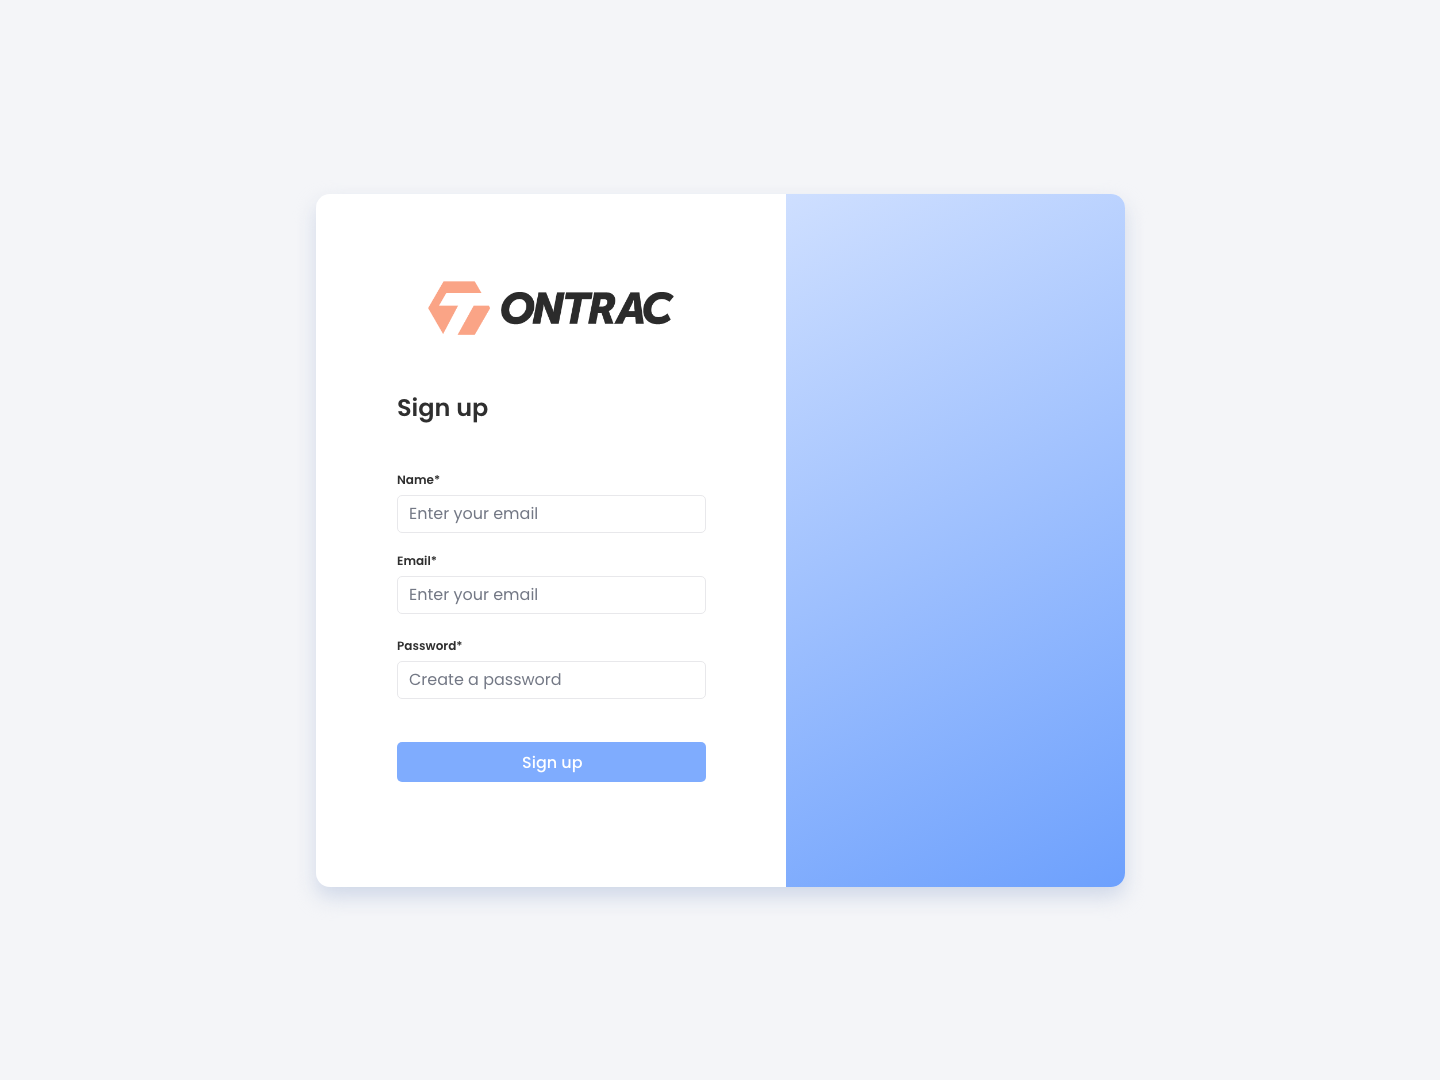 ONTRAC
Sign up
Name*
Enter your email
Email*
Enter your email
Password*
Create a password
Sign up